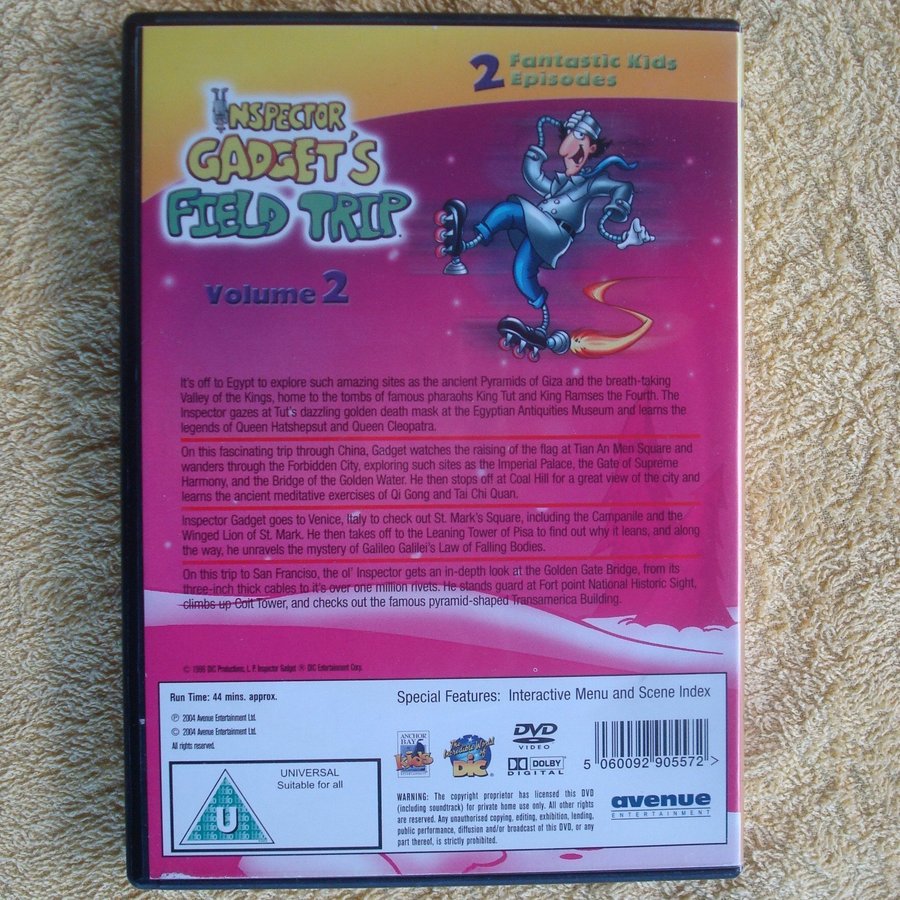 2 Fantastic Kids
Episodes
INSPECTOR
GADGET'S
FIELD TRIP
Volume 2
It's off to Egypt to explore such amazing sites as the ancient Pyramids of Giza and the breath-taking
Valley of the Kings, home to the tombs of famous pharaohs King Tut and King Ramses the Fourth. The
Inspector gazes at Tut's dazzling golden death mask at the Egyptian Antiquities Museum and learns the
legends of Queen Hatshepsut and Queen Cleopatra.
On this fascinating trip through China, Gadget watches the raising of the flag at Tian An Men Square and
wanders through the Forbidden City, exploring such sites as the Imperial Palace, the Gate of Supreme
Harmony, and the Bridge of the Golden Water. He then stops off at Coal Hill for a great view of the city and
learns the ancient meditative exercises of Qi Gong and Tai Chi Quan.
Inspector Gadget goes to Venice, Italy to check out St. Mark's Square, including the Campanile and the
Winged Lion of St. Mark. He then takes off to the Leaning Tower of Pisa to find out why it leans, and along
the way, he unravels the mystery of Galileo Galilei's Law of Falling Bodies.
On this trip to San Franciso, the ol' Inspector gets an in-depth look at the Golden Gate Bridge, from its
three-inch thick cables to it's over one million rivets. He stands guard at Fort point National Historic Sight,
climbs up Coit Tower, and checks out the famous pyramid-shaped Transamerica Building.
© 1996 DIC Productions, L. P. Inspector Gadget ® DIC Entertainment Corp.
Run Time: 44 mins. approx.
Special Features: Interactive Menu and Scene Index
℗ 2004 Avenue Entertainment Ltd.
© 2004 Avenue Entertainment Ltd.
All rights reserved.
UNIVERSAL
Suitable for all
U
ANCHOR
BAY
kids
The
Incredible World
of
DIC
DVD
VIDEO
DOLBY
DIGITAL
5 060092 905572 >
WARNING: The copyright proprietor has licensed this DVD
(including soundtrack) for private home use only. All other rights
are reserved. Any unauthorised copying, editing, exhibition, lending,
public performance, diffusion and/or broadcast of this DVD, or any
part thereof, is strictly prohibited.
avenue
ENTERTAINMENT